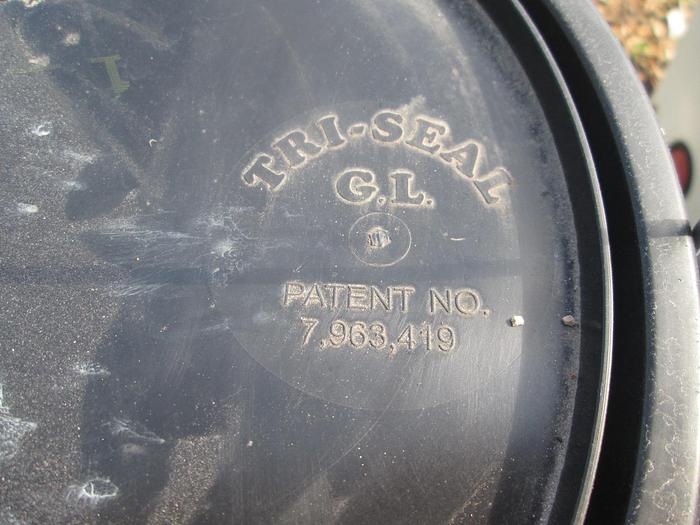 TRI-SEAL
G.L.
PATENT NO.
7,963,419